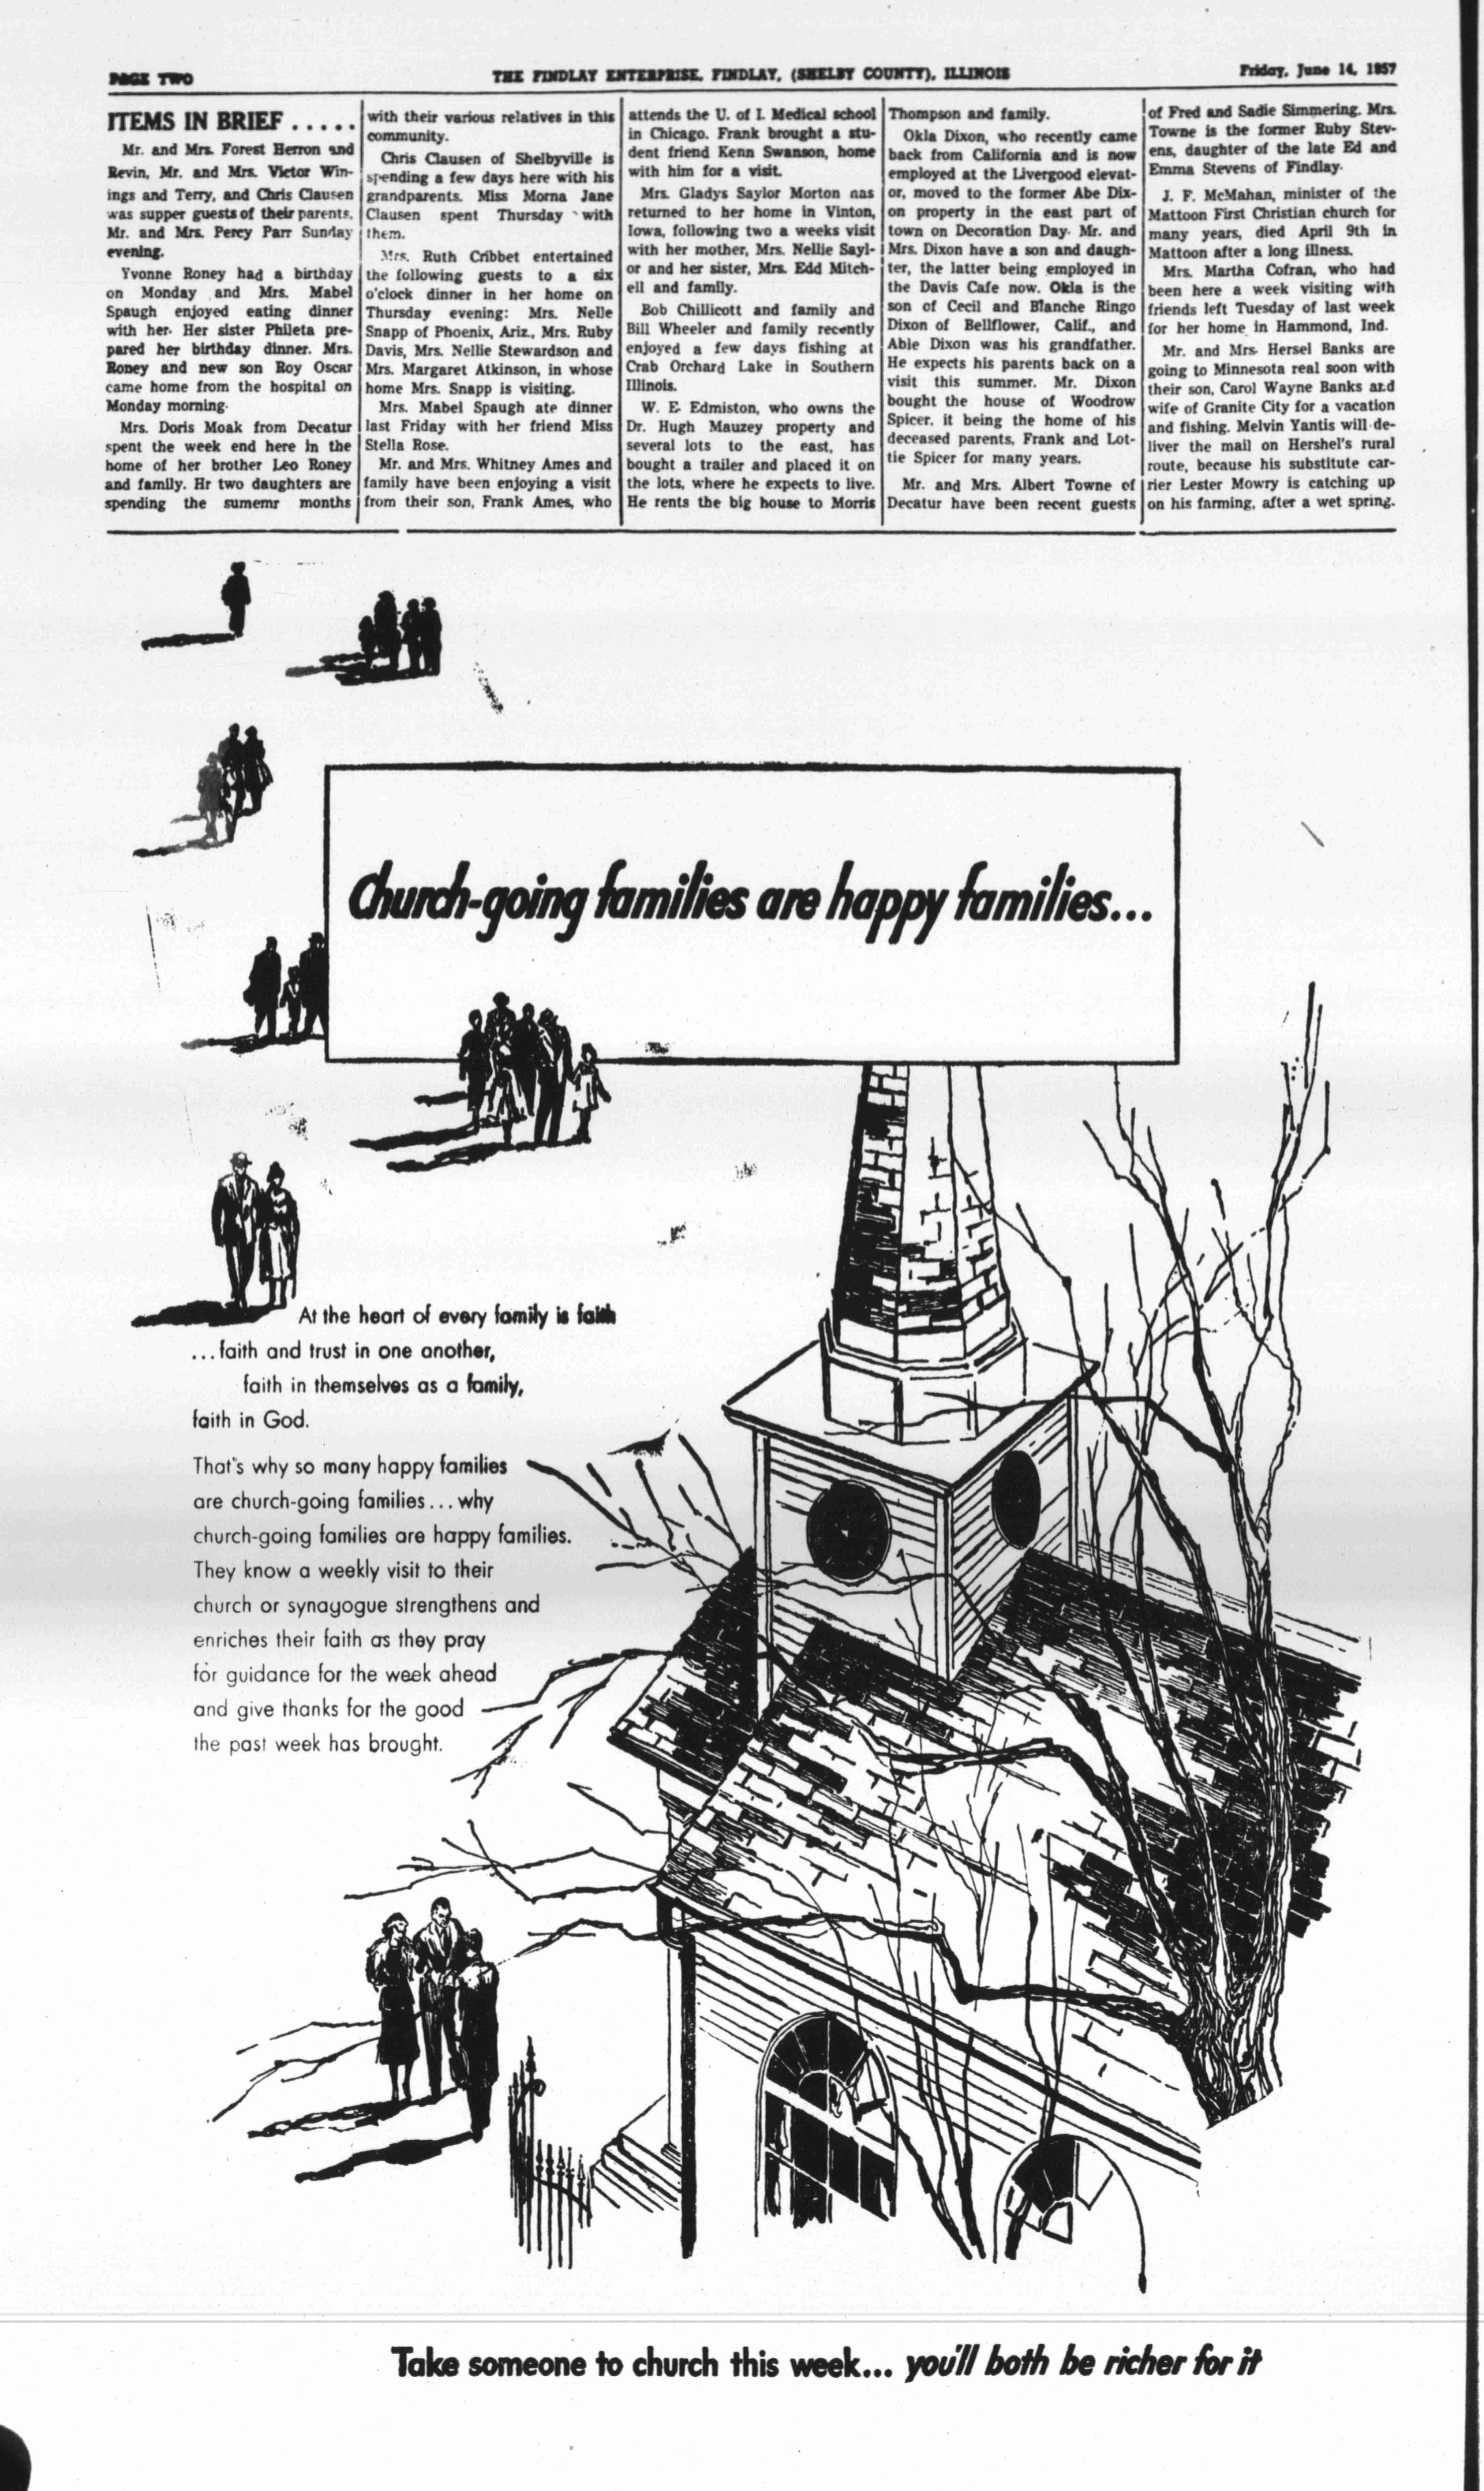 PAGE TWO
THE FINDLAY ENTERPRISE, FINDLAY, (SHELBY COUNTY), ILLINOIS
Friday, June 14, 1957
ITEMS IN BRIEF . . . . .
Mr. and Mrs. Forest Herron and
Revin, Mr. and Mrs. Victor Win-
ings and Terry, and Chris Clausen
was supper guests of their parents,
Mr. and Mrs. Percy Parr Sunday
evening.
Yvonne Roney had a birthday
on Monday and Mrs. Mabel
Spaugh enjoyed eating dinner
with her. Her sister Phileta pre-
pared her birthday dinner. Mrs.
Roney and new son Roy Oscar
came home from the hospital on
Monday morning.
Mrs. Doris Moak from Decatur
spent the week end here in the
home of her brother Leo Roney
and family. Hr two daughters are
spending the sumemr months
with their various relatives in this
community.
Chris Clausen of Shelbyville is
spending a few days here with his
grandparents. Miss Morna Jane
Clausen spent Thursday with
them.
Mrs. Ruth Cribbet entertained
the following guests to a six
o'clock dinner in her home on
Thursday evening: Mrs. Nelle
Snapp of Phoenix, Ariz., Mrs. Ruby
Davis, Mrs. Nellie Stewardson and
Mrs. Margaret Atkinson, in whose
home Mrs. Snapp is visiting.
Mrs. Mabel Spaugh ate dinner
last Friday with her friend Miss
Stella Rose.
Mr. and Mrs. Whitney Ames and
family have been enjoying a visit
from their son, Frank Ames, who
attends the U. of I. Medical school
in Chicago. Frank brought a stu-
dent friend Kenn Swanson, home
with him for a visit.
Mrs. Gladys Saylor Morton has
returned to her home in Vinton,
Iowa, following two a weeks visit
with her mother, Mrs. Nellie Sayl-
or and her sister, Mrs. Edd Mitch-
ell and family.
Bob Chillicott and family and
Bill Wheeler and family recently
enjoyed a few days fishing at
Crab Orchard Lake in Southern
Illinois.
W. E. Edmiston, who owns the
Dr. Hugh Mauzey property and
several lots to the east, has
bought a trailer and placed it on
the lots, where he expects to live.
He rents the big house to Morris
Thompson and family.
Okla Dixon, who recently came
back from California and is now
employed at the Livergood elevat-
or, moved to the former Abe Dix-
on property in the east part of
town on Decoration Day. Mr. and
Mrs. Dixon have a son and daugh-
ter, the latter being employed in
the Davis Cafe now. Okla is the
son of Cecil and Blanche Ringo
Dixon of Bellflower, Calif., and
Able Dixon was his grandfather.
He expects his parents back on a
visit this summer. Mr. Dixon
bought the house of Woodrow
Spicer, it being the home of his
deceased parents, Frank and Lot-
tie Spicer for many years.
Mr. and Mrs. Albert Towne of
Decatur have been recent guests
of Fred and Sadie Simmering. Mrs.
Towne is the former Ruby Stev-
ens, daughter of the late Ed and
Emma Stevens of Findlay.
J. F. McMahan, minister of the
Mattoon First Christian church for
many years, died April 9th in
Mattoon after a long illness.
Mrs. Martha Cofran, who had
been here a week visiting with
friends left Tuesday of last week
for her home in Hammond, Ind.
Mr. and Mrs. Hersel Banks are
going to Minnesota real soon with
their son, Carol Wayne Banks and
wife of Granite City for a vacation
and fishing. Melvin Yantis will de-
liver the mail on Hershel's rural
route, because his substitute car-
rier Lester Mowry is catching up
on his farming, after a wet spring.
Church-going families are happy families...
At the heart of every family is faith
...faith and trust in one another,
faith in themselves as a family,
faith in God.
That's why so many happy families
are church-going families...why
church-going families are happy families.
They know a weekly visit to their
church or synagogue strengthens and
enriches their faith as they pray
for guidance for the week ahead
and give thanks for the good
the past week has brought.
Take someone to church this week... you'll both be richer for it